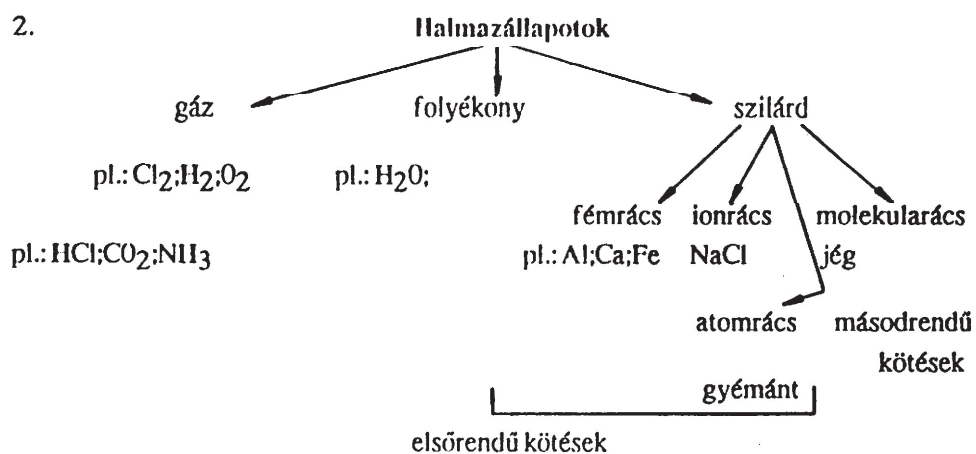 2. Halmazállapotok
gáz folyékony szilárd
pl.: Cl2;H2;O2 pl.: H2O;
fémrács ionrács molekularács
pl.: HCl;CO2;NH3 pl.: Al;Ca;Fe NaCl jég
atomrács másodrendű
kötések
gyémánt
elsőrendű kötések